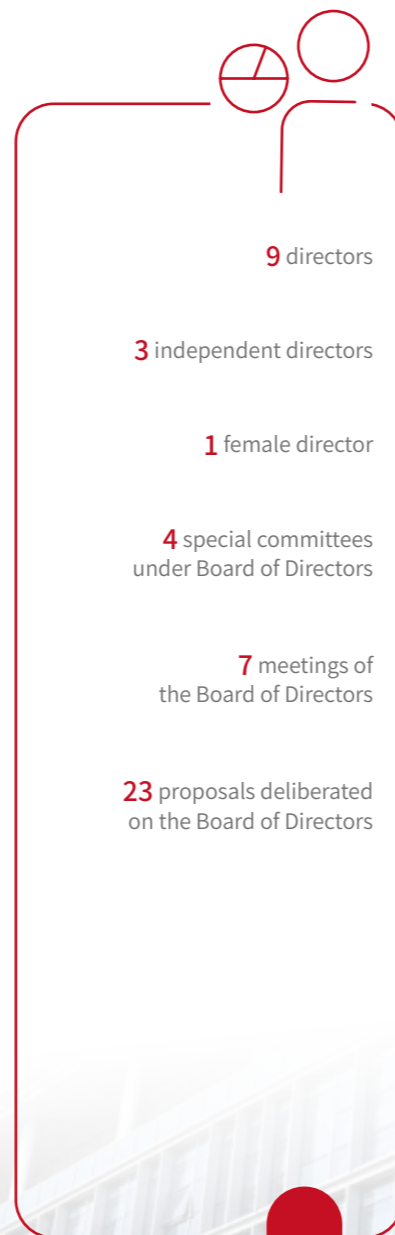 9 directors
3 independent directors
1 female director
4 special committees
under Board of Directors
7 meetings of
the Board of Directors
23 proposals deliberated
on the Board of Directors